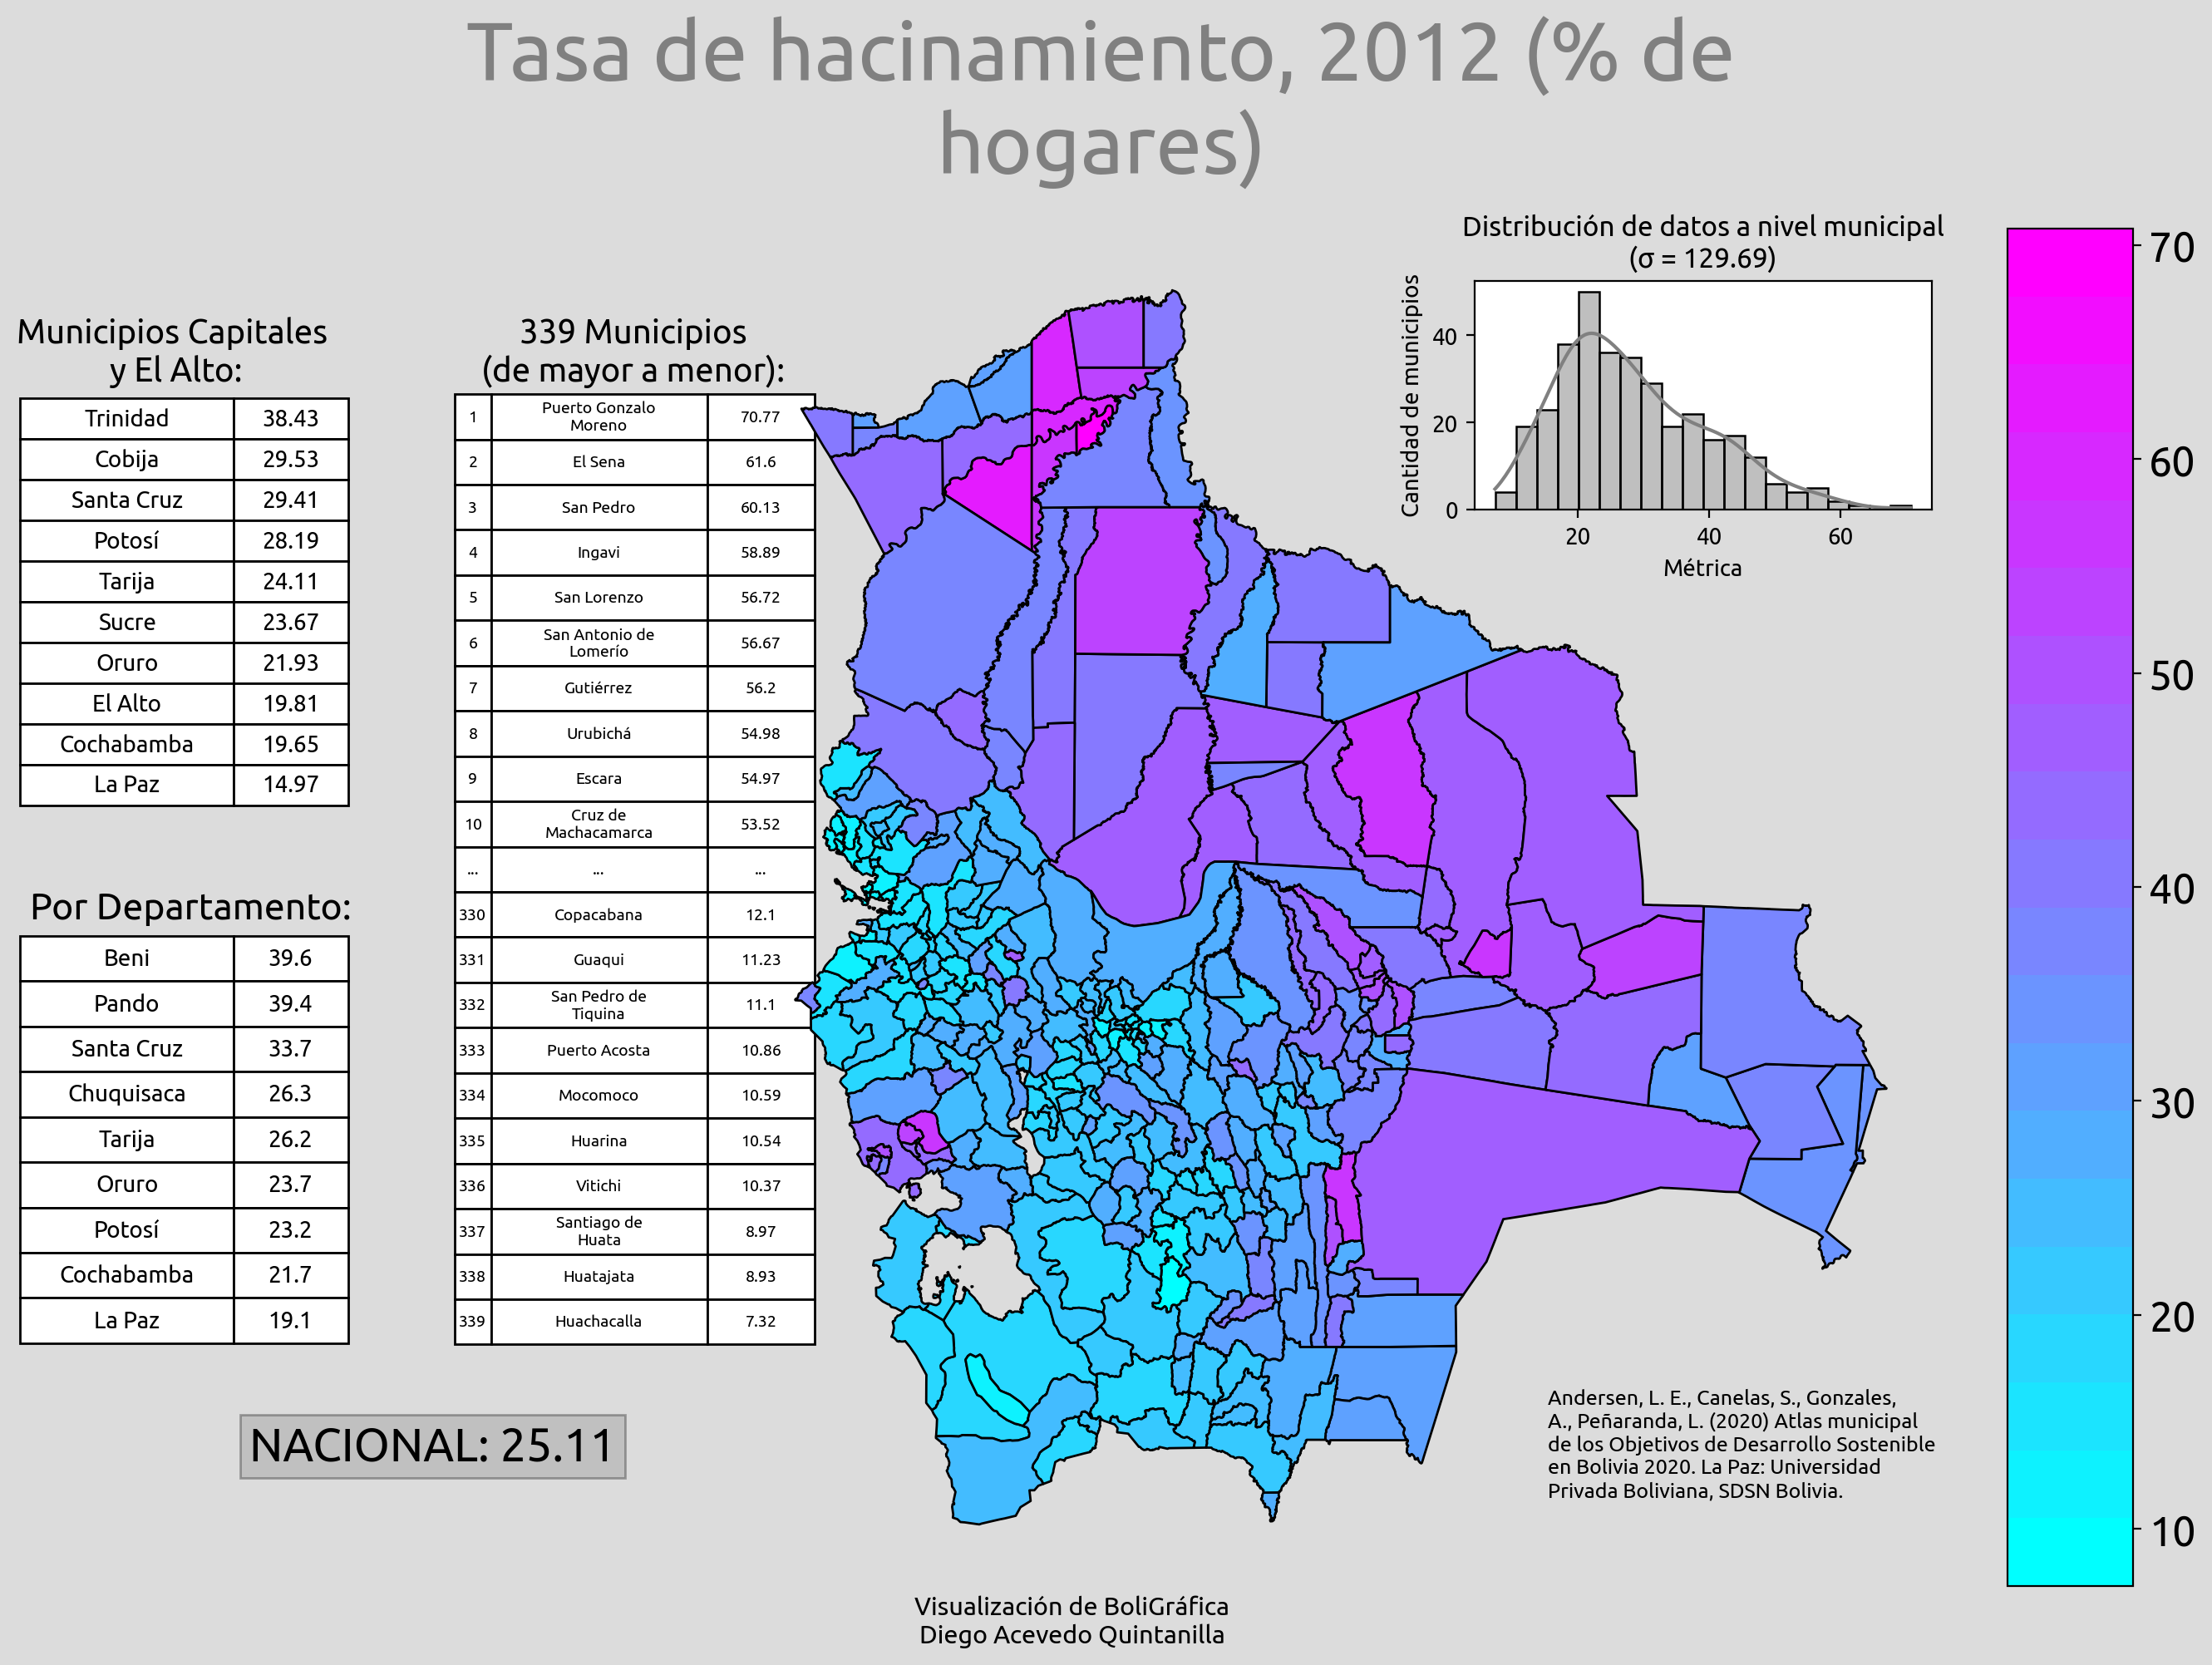 Tasa de hacinamiento, 2012 (% de
hogares)
Municipios Capitales
y El Alto:
Trinidad 38.43
Cobija 29.53
Santa Cruz 29.41
Potosí 28.19
Tarija 24.11
Sucre 23.67
Oruro 21.93
El Alto 19.81
Cochabamba 19.65
La Paz 14.97
Por Departamento:
Beni 39.6
Pando 39.4
Santa Cruz 33.7
Chuquisaca 26.3
Tarija 26.2
Oruro 23.7
Potosí 23.2
Cochabamba 21.7
La Paz 19.1
NACIONAL: 25.11
339 Municipios
(de mayor a menor):
1 Puerto Gonzalo
Moreno 70.77
2 El Sena 61.6
3 San Pedro 60.13
4 Ingavi 58.89
5 San Lorenzo 56.72
6 San Antonio de
Lomerío 56.67
7 Gutiérrez 56.2
8 Urubichá 54.98
9 Escara 54.97
10 Cruz de
Machacamarca 53.52
... ... ...
330 Copacabana 12.1
331 Guaqui 11.23
332 San Pedro de
Tiquina 11.1
333 Puerto Acosta 10.86
334 Mocomoco 10.59
335 Huarina 10.54
336 Vitichi 10.37
337 Santiago de
Huata 8.97
338 Huatajata 8.93
339 Huachacalla 7.32
Distribución de datos a nivel municipal
(σ = 129.69)
Cantidad de municipios
40
20
0
20 40 60
Métrica
70
60
50
40
30
20
10
Andersen, L. E., Canelas, S., Gonzales,
A., Peñaranda, L. (2020) Atlas municipal
de los Objetivos de Desarrollo Sostenible
en Bolivia 2020. La Paz: Universidad
Privada Boliviana, SDSN Bolivia.
Visualización de BoliGráfica
Diego Acevedo Quintanilla